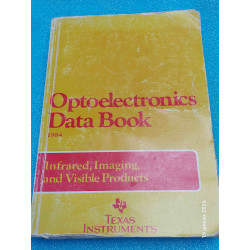 Optoelectronics
Data Book
1984
Infrared, Imaging,
and Visible Products
TEXAS
INSTRUMENTS